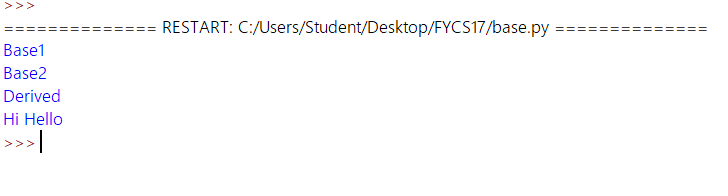 >>>
============== RESTART: C:/Users/Student/Desktop/FYCS17/base.py ==============
Base1
Base2
Derived
Hi Hello
>>>